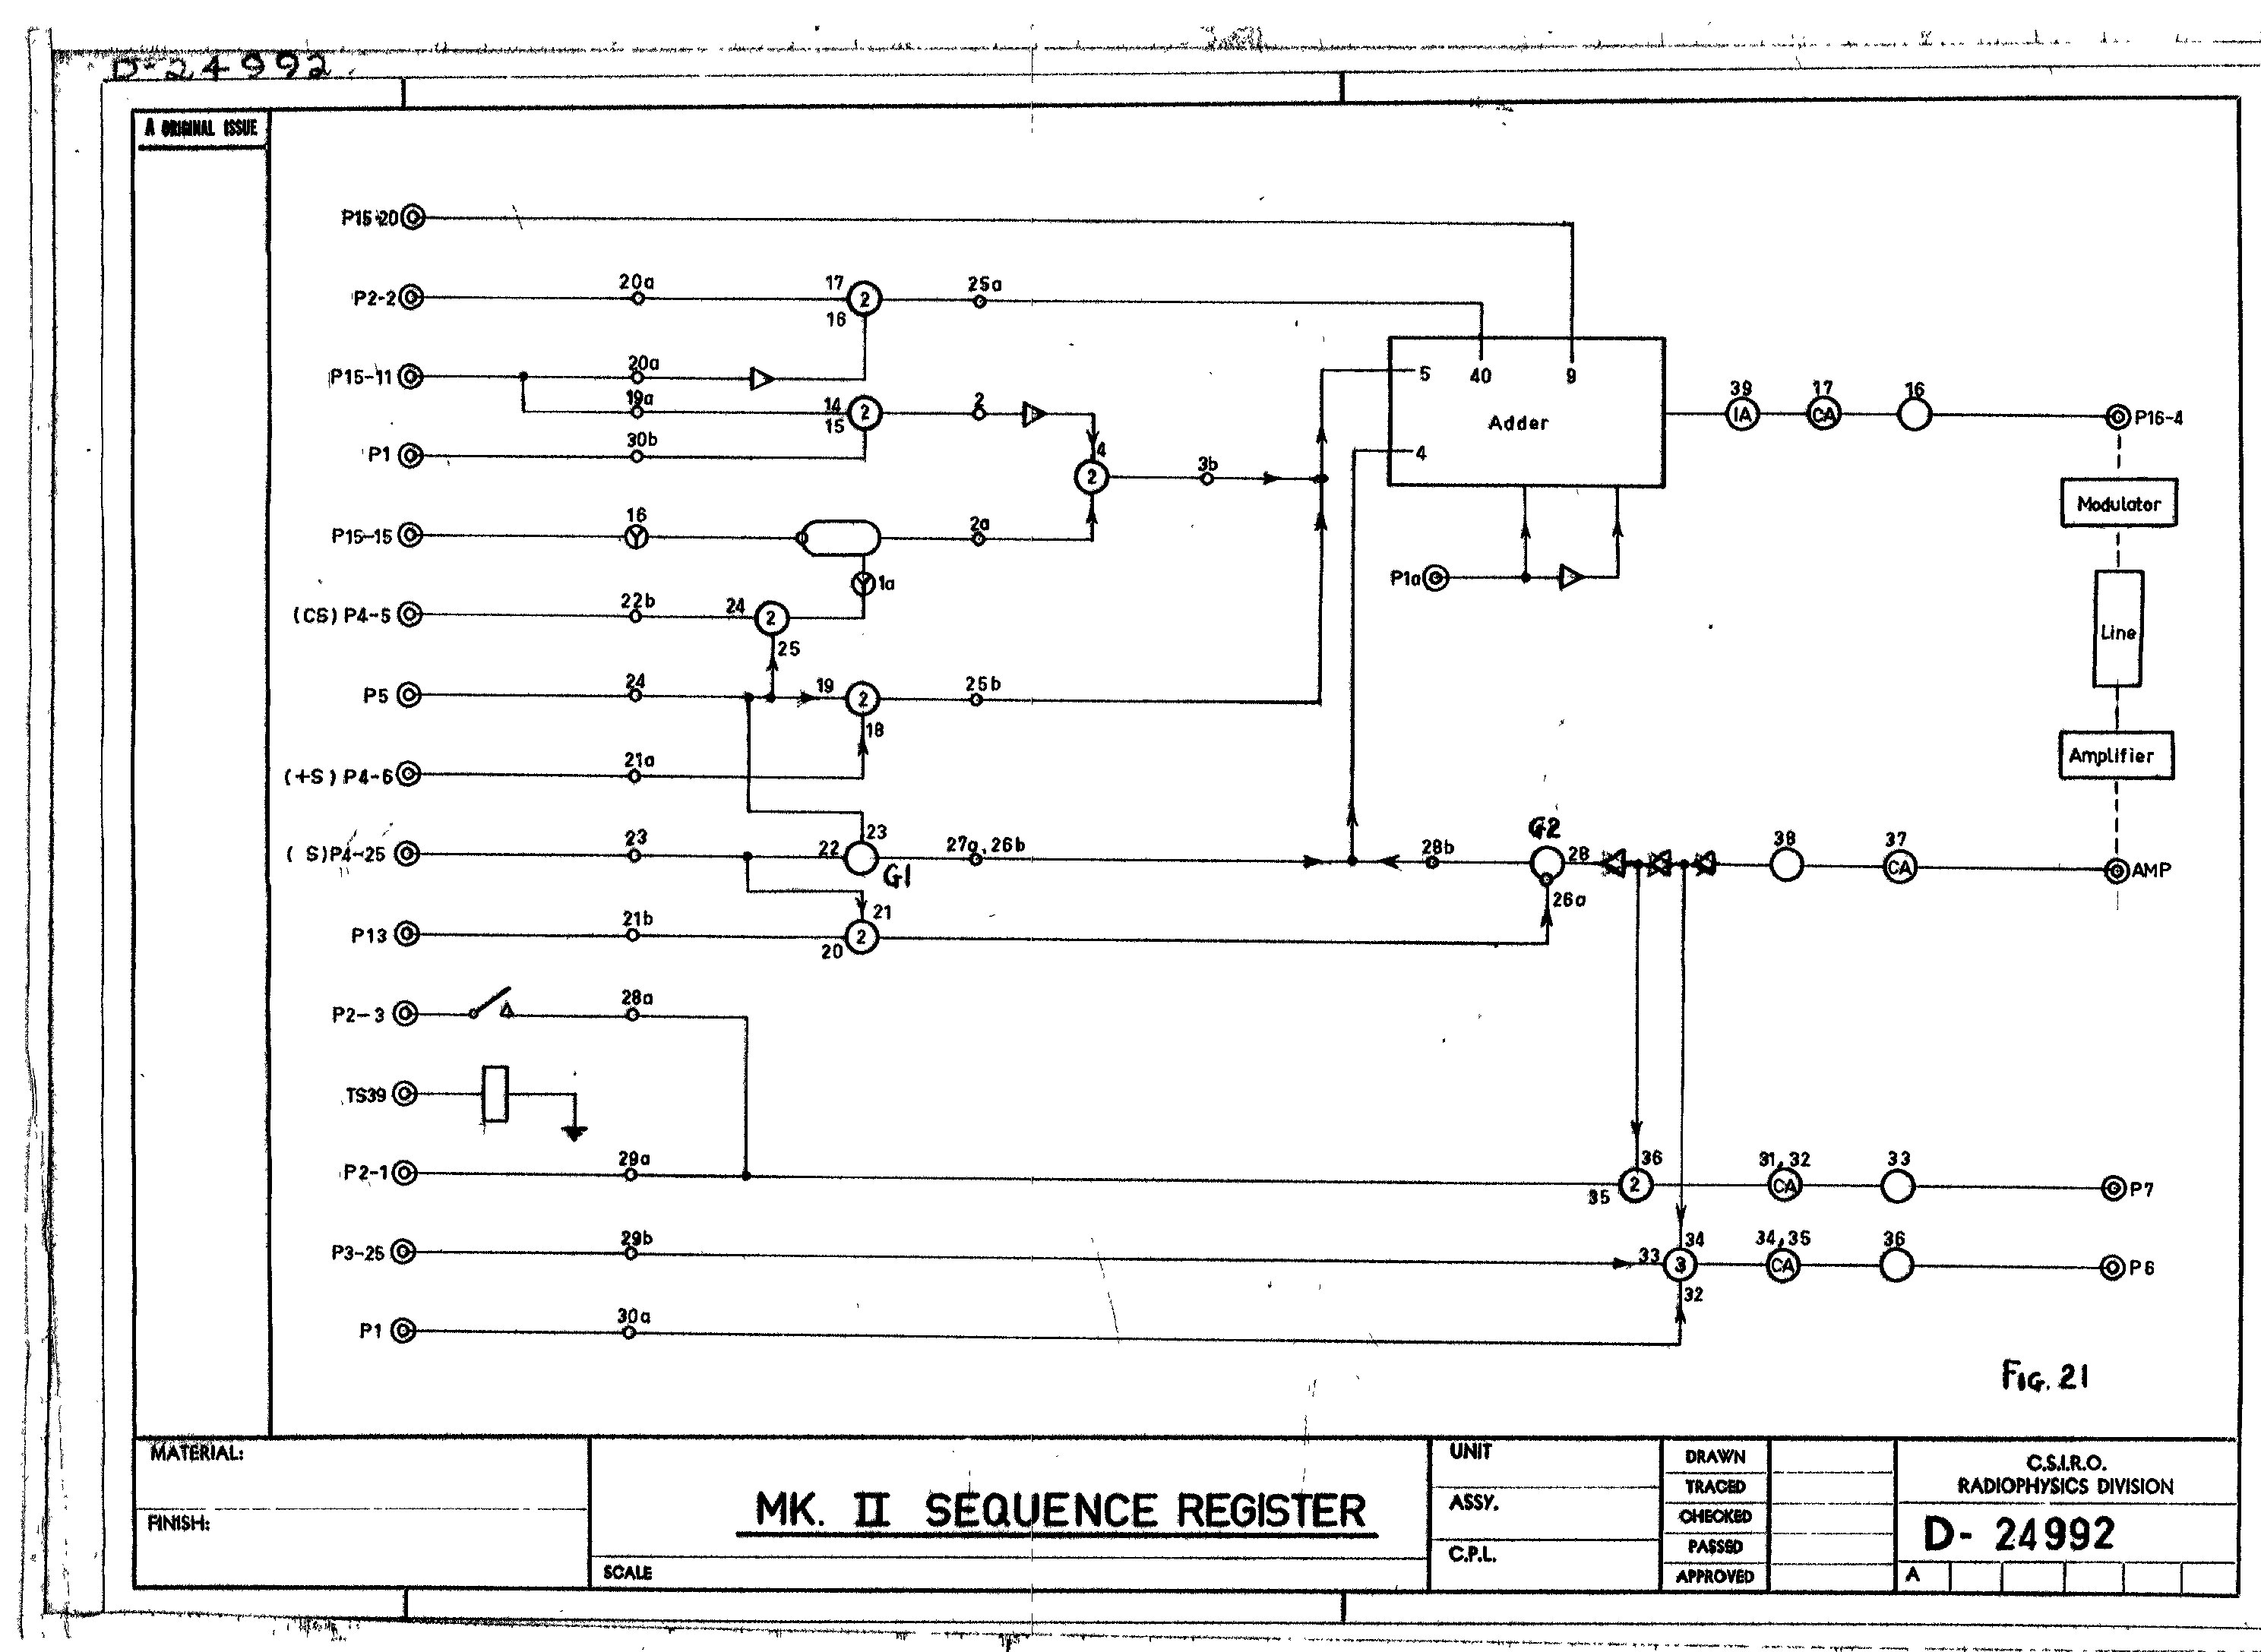 D-24992.
A ORIGINAL ISSUE
P15-20
P2-2 20a 17 2 16 25a
P15-11 20a
19a 14 2 15 2
P1 30b
5 40 9
Adder
4
39 IA 17 CA 16 P16-4
4 2 3b
Modulator
P15-15 16 Y 2a
Y 1a
P1a
(CS) P4-5 22b 24 2 25
Line
P5 24 19 2 18 25b
(+S) P4-6 21a
Amplifier
( S)P4-25 23 22 23 G1 27a, 26b 28b G2 28 26a 38 37 CA AMP
P13 21b 21 2 20
P2-3 28a
TS39
P2-1 29a 36 2 35 31,32 CA 33 P7
P3-26 29b 33 34 3 32 34,35 CA 36 P6
P1 30a
FIG. 21
MATERIAL:
FINISH:
MK. II SEQUENCE REGISTER
SCALE
UNIT
ASSY.
C.P.L.
DRAWN
TRACED
CHECKED
PASSED
APPROVED
C.S.I.R.O.
RADIOPHYSICS DIVISION
D- 24992
A